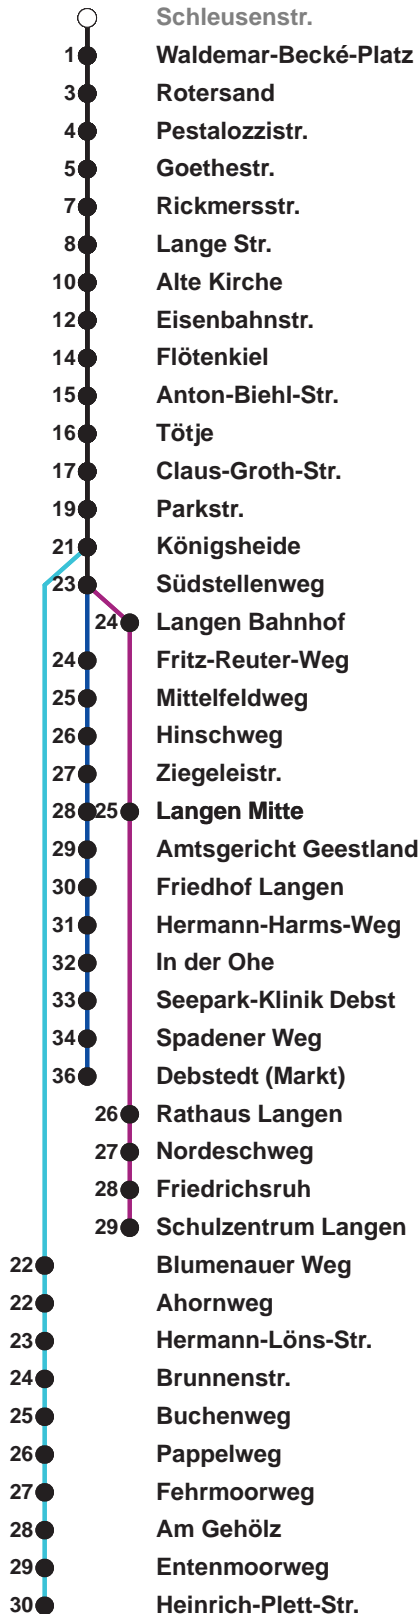 Schleusenstr.
1 Waldemar-Becké-Platz
3 Rotersand
4 Pestalozzistr.
5 Goethestr.
7 Rickmersstr.
8 Lange Str.
10 Alte Kirche
12 Eisenbahnstr.
14 Flötenkiel
15 Anton-Biehl-Str.
16 Tötje
17 Claus-Groth-Str.
19 Parkstr.
21 Königsheide
23 Südstellenweg
24 Langen Bahnhof
24 Fritz-Reuter-Weg
25 Mittelfeldweg
26 Hinschweg
27 Ziegeleistr.
28 25 Langen Mitte
29 Amtsgericht Geestland
30 Friedhof Langen
31 Hermann-Harms-Weg
32 In der Ohe
33 Seepark-Klinik Debst
34 Spadener Weg
36 Debstedt (Markt)
26 Rathaus Langen
27 Nordeschweg
28 Friedrichsruh
29 Schulzentrum Langen
22 Blumenauer Weg
22 Ahornweg
23 Hermann-Löns-Str.
24 Brunnenstr.
25 Buchenweg
26 Pappelweg
27 Fehrmoorweg
28 Am Gehölz
29 Entenmoorweg
30 Heinrich-Plett-Str.